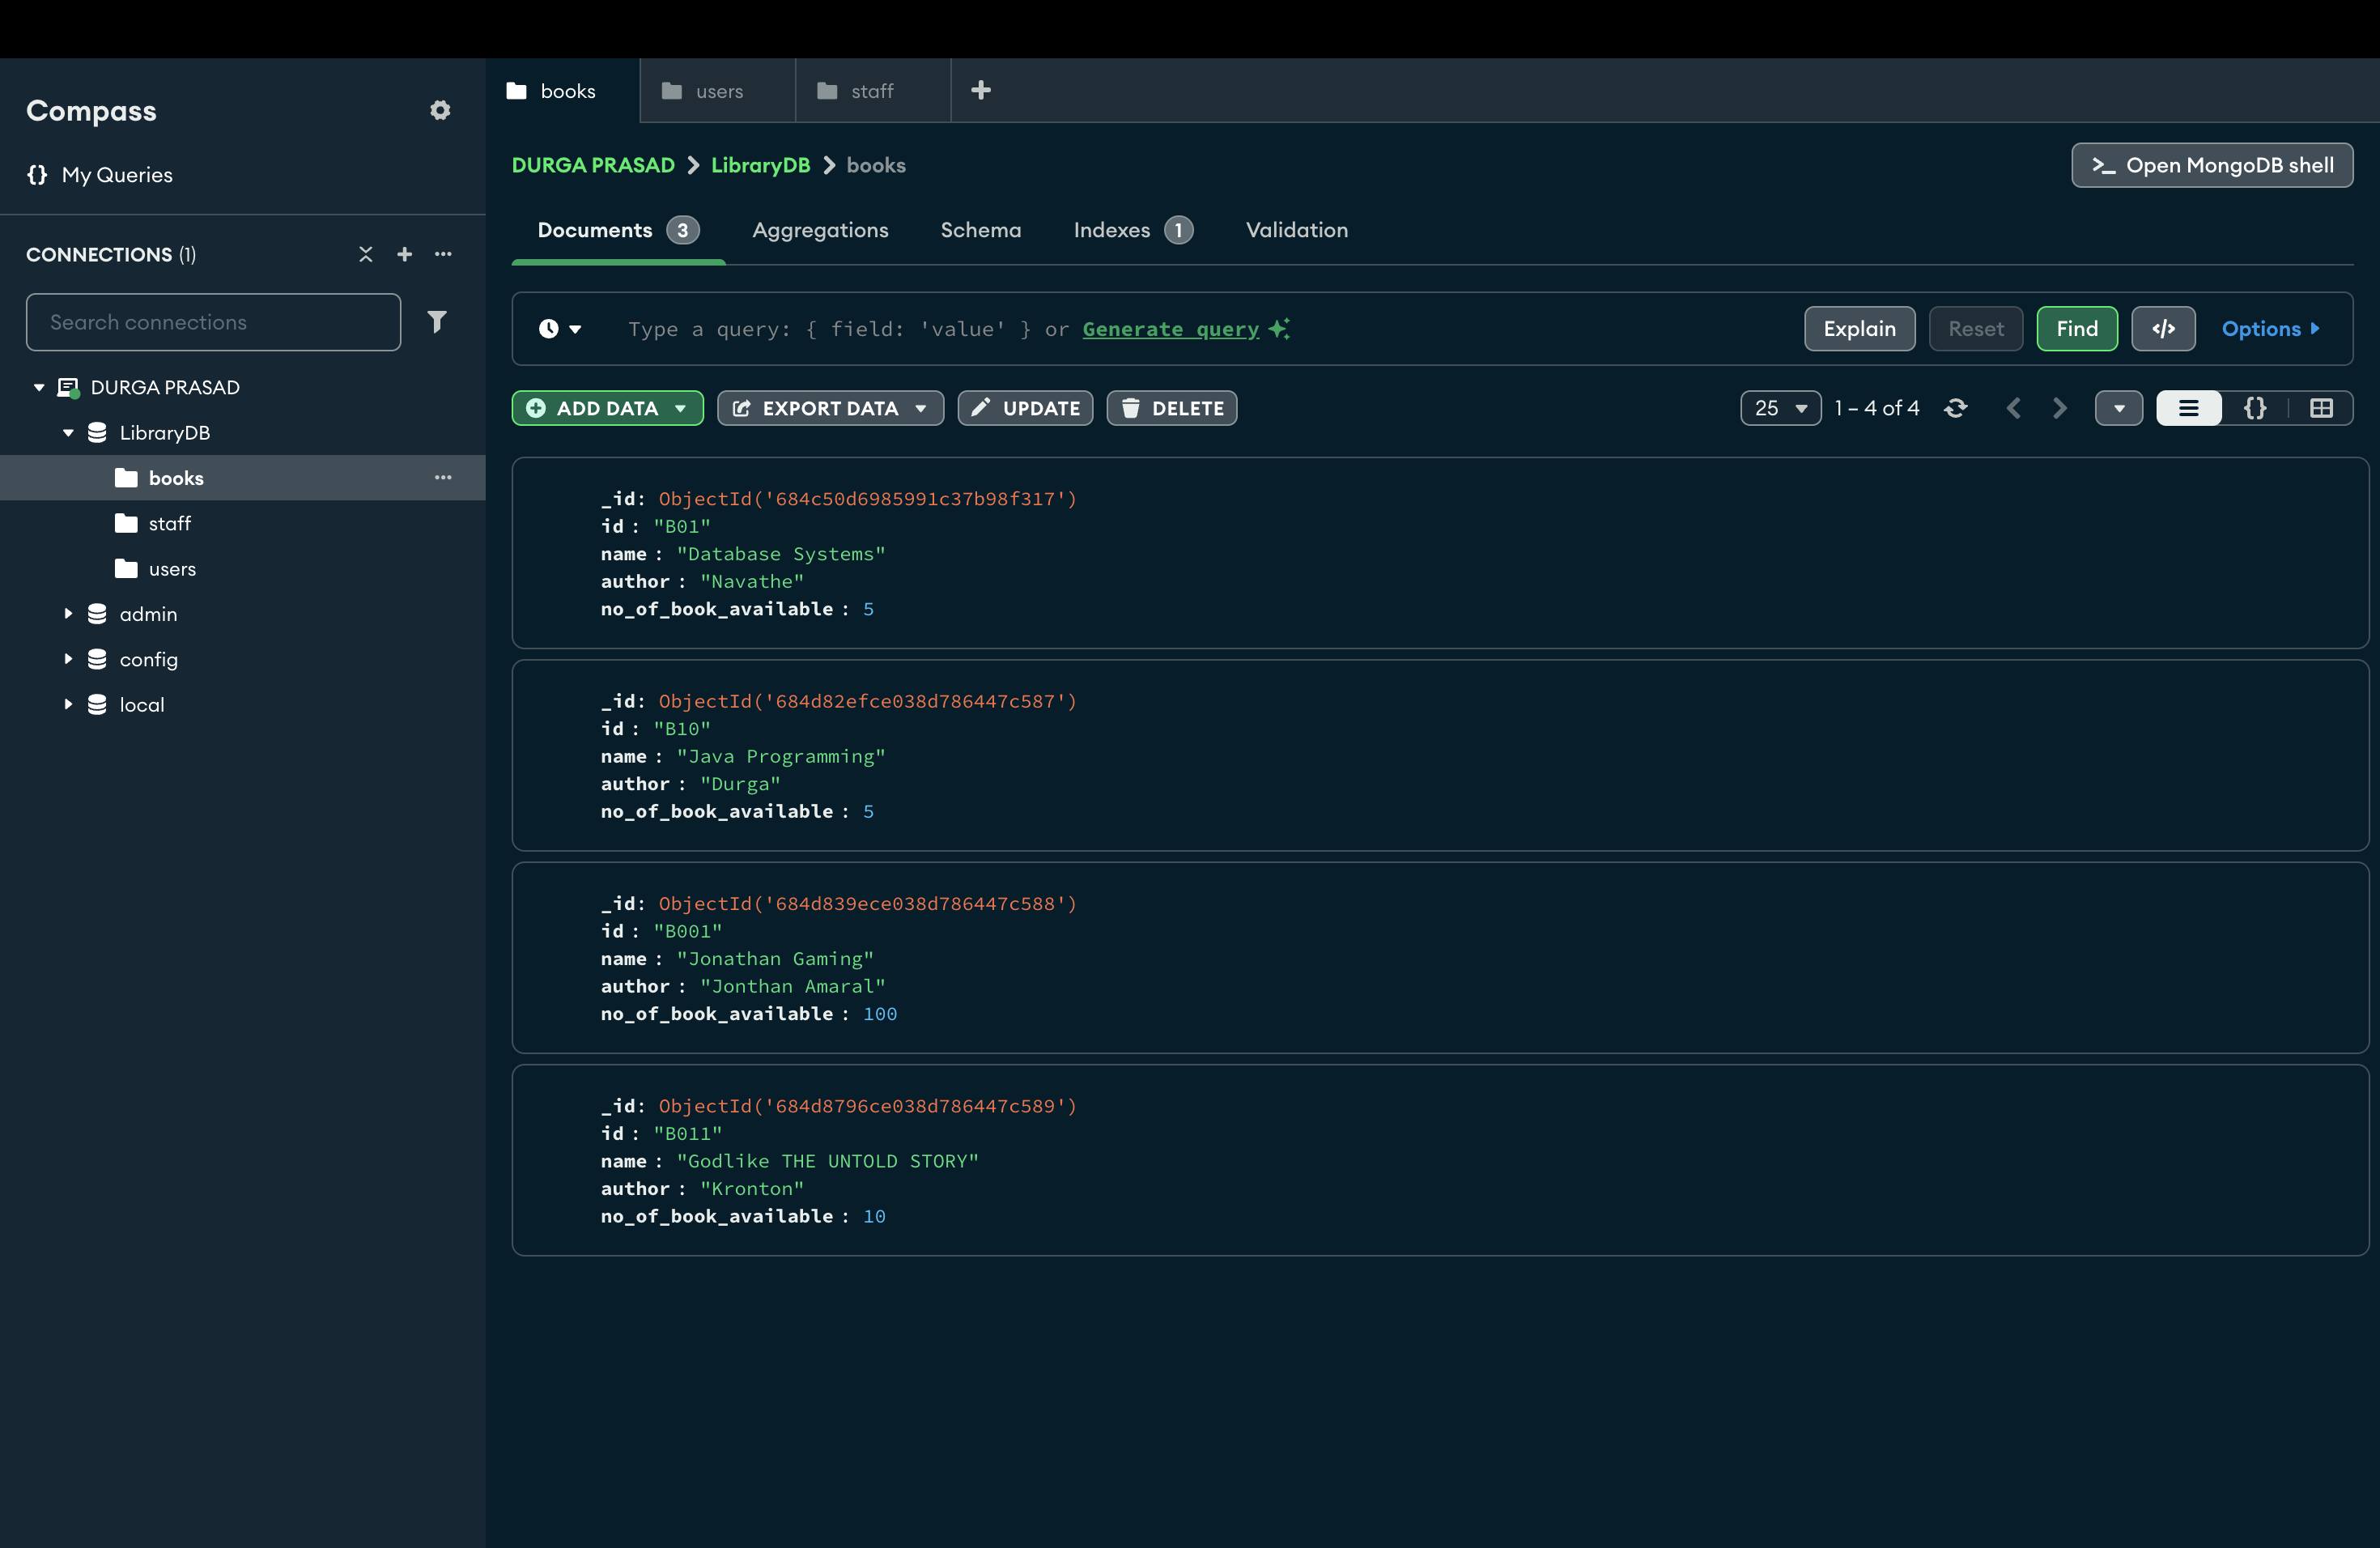 Compass
My Queries
CONNECTIONS (1)
Search connections
DURGA PRASAD
LibraryDB
books
staff
users
admin
config
local
books users staff
DURGA PRASAD LibraryDB books
>_ Open MongoDB shell
Documents 3 Aggregations Schema Indexes 1 Validation
Type a query: { field: 'value' } or Generate query
Explain Reset Find </> Options
ADD DATA EXPORT DATA UPDATE DELETE
25 1 – 4 of 4 {}
_id: ObjectId('684c50d6985991c37b98f317')
id : "B01"
name : "Database Systems"
author : "Navathe"
no_of_book_available : 5
_id: ObjectId('684d82efce038d786447c587')
id : "B10"
name : "Java Programming"
author : "Durga"
no_of_book_available : 5
_id: ObjectId('684d839ece038d786447c588')
id : "B001"
name : "Jonathan Gaming"
author : "Jonthan Amaral"
no_of_book_available : 100
_id: ObjectId('684d8796ce038d786447c589')
id : "B011"
name : "Godlike THE UNTOLD STORY"
author : "Kronton"
no_of_book_available : 10